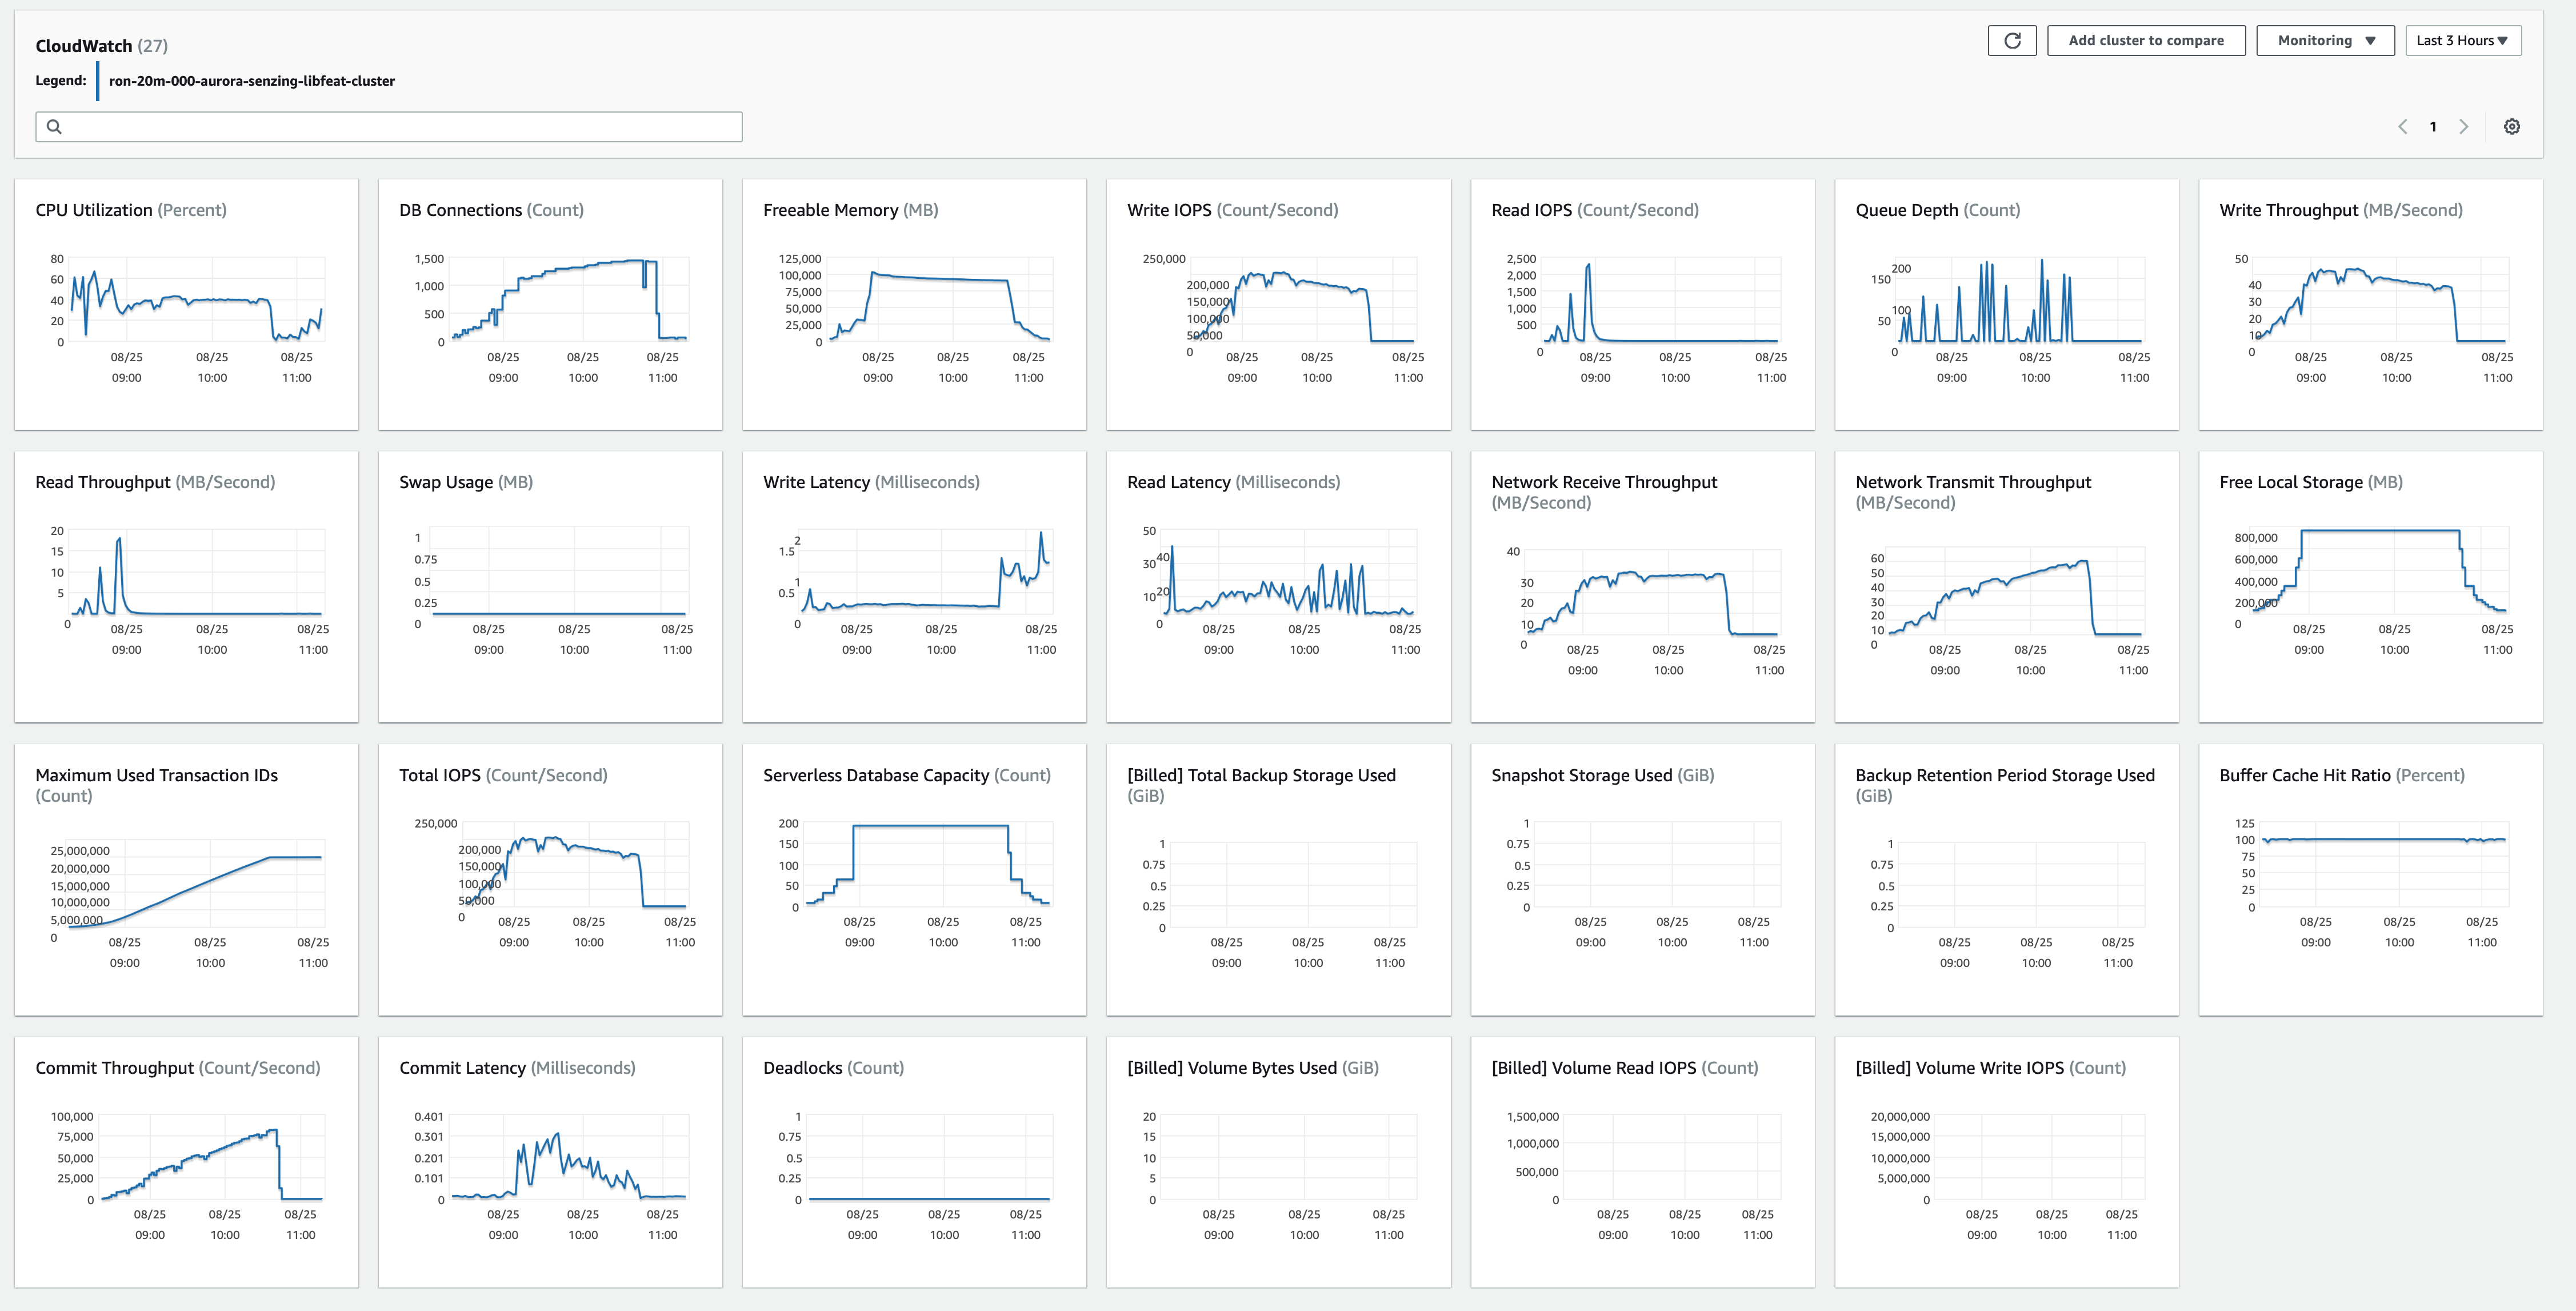 CloudWatch (27)
Add cluster to compare
Monitoring
Last 3 Hours
Legend:
ron-20m-000-aurora-senzing-libfeat-cluster
1
CPU Utilization (Percent)
80
60
40
20
0
08/25 08/25 08/25
09:00 10:00 11:00
DB Connections (Count)
1,500
1,000
500
0
08/25 08/25 08/25
09:00 10:00 11:00
Freeable Memory (MB)
125,000
100,000
75,000
50,000
25,000
0
08/25 08/25 08/25
09:00 10:00 11:00
Write IOPS (Count/Second)
250,000
200,000
150,000
100,000
50,000
0
08/25 08/25 08/25
09:00 10:00 11:00
Read IOPS (Count/Second)
2,500
2,000
1,500
1,000
500
0
08/25 08/25 08/25
09:00 10:00 11:00
Queue Depth (Count)
200
150
100
50
0
08/25 08/25 08/25
09:00 10:00 11:00
Write Throughput (MB/Second)
50
40
30
20
10
0
08/25 08/25 08/25
09:00 10:00 11:00
Read Throughput (MB/Second)
20
15
10
5
0
08/25 08/25 08/25
09:00 10:00 11:00
Swap Usage (MB)
1
0.75
0.5
0.25
0
08/25 08/25 08/25
09:00 10:00 11:00
Write Latency (Milliseconds)
2
1.5
1
0.5
0
08/25 08/25 08/25
09:00 10:00 11:00
Read Latency (Milliseconds)
50
40
30
20
10
0
08/25 08/25 08/25
09:00 10:00 11:00
Network Receive Throughput
(MB/Second)
40
30
20
10
0
08/25 08/25 08/25
09:00 10:00 11:00
Network Transmit Throughput
(MB/Second)
60
50
40
30
20
10
0
08/25 08/25 08/25
09:00 10:00 11:00
Free Local Storage (MB)
800,000
600,000
400,000
200,000
0
08/25 08/25 08/25
09:00 10:00 11:00
Maximum Used Transaction IDs
(Count)
25,000,000
20,000,000
15,000,000
10,000,000
5,000,000
0
08/25 08/25 08/25
09:00 10:00 11:00
Total IOPS (Count/Second)
250,000
200,000
150,000
100,000
50,000
0
08/25 08/25 08/25
09:00 10:00 11:00
Serverless Database Capacity (Count)
200
150
100
50
0
08/25 08/25 08/25
09:00 10:00 11:00
[Billed] Total Backup Storage Used
(GiB)
1
0.75
0.5
0.25
0
08/25 08/25 08/25
09:00 10:00 11:00
Snapshot Storage Used (GiB)
1
0.75
0.5
0.25
0
08/25 08/25 08/25
09:00 10:00 11:00
Backup Retention Period Storage Used
(GiB)
1
0.75
0.5
0.25
0
08/25 08/25 08/25
09:00 10:00 11:00
Buffer Cache Hit Ratio (Percent)
125
100
75
50
25
0
08/25 08/25 08/25
09:00 10:00 11:00
Commit Throughput (Count/Second)
100,000
75,000
50,000
25,000
0
08/25 08/25 08/25
09:00 10:00 11:00
Commit Latency (Milliseconds)
0.401
0.301
0.201
0.101
0
08/25 08/25 08/25
09:00 10:00 11:00
Deadlocks (Count)
1
0.75
0.5
0.25
0
08/25 08/25 08/25
09:00 10:00 11:00
[Billed] Volume Bytes Used (GiB)
20
15
10
5
0
08/25 08/25 08/25
09:00 10:00 11:00
[Billed] Volume Read IOPS (Count)
1,500,000
1,000,000
500,000
0
08/25 08/25 08/25
09:00 10:00 11:00
[Billed] Volume Write IOPS (Count)
20,000,000
15,000,000
10,000,000
5,000,000
0
08/25 08/25 08/25
09:00 10:00 11:00